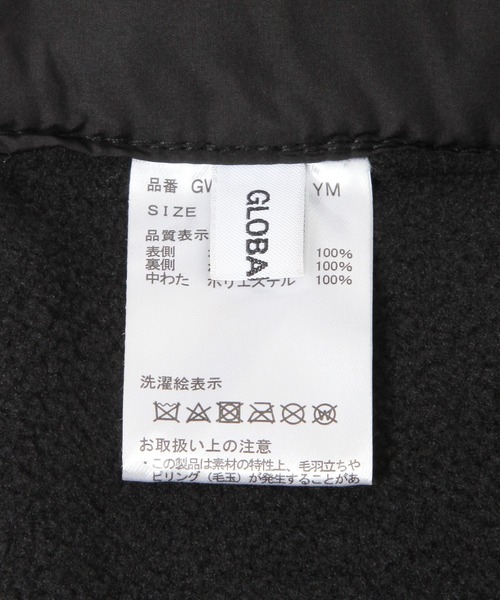 品番 GW YM
SIZE
GLOBA
品質表示
表側 100%
裏側 100%
中わた ポリエステル 100%
洗濯絵表示
お取扱い上の注意
・この製品は素材の特性上、毛羽立ちや
ピリング（毛玉）が発生することがあ